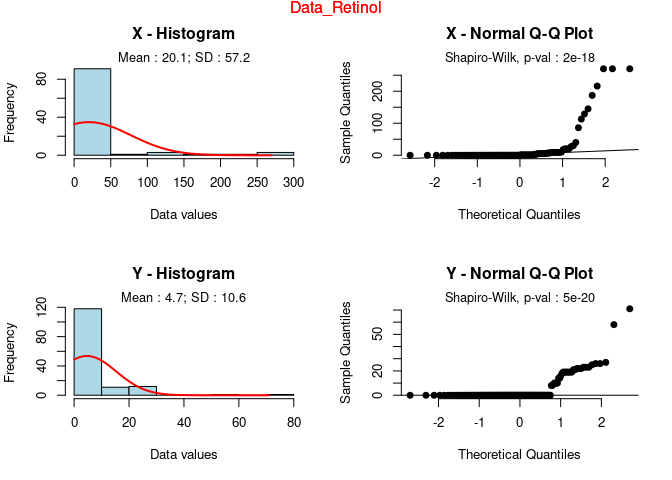 Data_Retinol
X - Histogram
Mean : 20.1; SD : 57.2
Frequency
0 40 80
0 50 100 150 200 250 300
Data values
X - Normal Q-Q Plot
Shapiro-Wilk, p-val : 2e-18
Sample Quantiles
0 100 200
-2 -1 0 1 2
Theoretical Quantiles
Y - Histogram
Mean : 4.7; SD : 10.6
Frequency
0 40 80 120
0 20 40 60 80
Data values
Y - Normal Q-Q Plot
Shapiro-Wilk, p-val : 5e-20
Sample Quantiles
0 20 50
-2 -1 0 1 2
Theoretical Quantiles